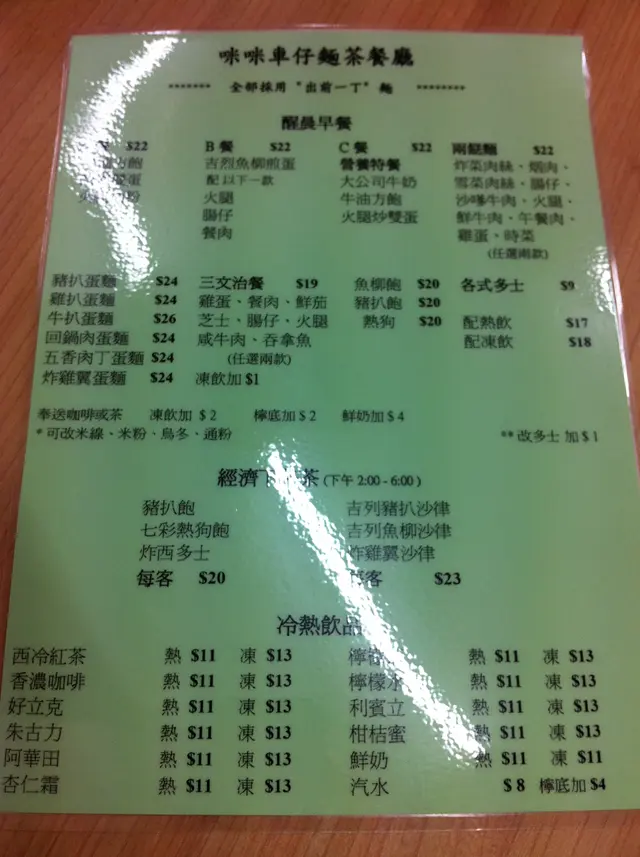 咪咪車仔麵茶餐廳
******* 全部採用 "出前一丁" 麵 ********
醒晨早餐
$22 B 餐 $22 C 餐 $22 兩餸麵 $22
吉烈魚柳煎蛋 營養特餐 炸菜肉絲、烟肉、
配以下一款 大公司牛奶 雪菜肉絲、腸仔、
火腿 牛油方飽 沙嗲牛肉、火腿、
腸仔 火腿炒雙蛋 鮮牛肉、午餐肉、
餐肉 雞蛋、時菜
(任選兩款)
豬扒蛋麵 $24 三文治餐 $19 魚柳飽 $20 各式多士 $9
雞扒蛋麵 $24 雞蛋、餐肉、鮮茄 豬扒飽 $20
牛扒蛋麵 $26 芝士、腸仔、火腿 熱狗 $20 配熱飲 $17
回鍋肉蛋麵 $24 咸牛肉、吞拿魚 配凍飲 $18
五香肉丁蛋麵 $24 (任選兩款)
炸雞翼蛋麵 $24 凍飲加 $1
奉送咖啡或茶 凍飲加 $ 2 檸底加 $ 2 鮮奶加 $ 4
* 可改米線、米粉、烏冬、通粉 ** 改多士 加 $ 1
經濟下 茶 (下午 2:00 - 6:00 )
豬扒飽 吉列豬扒沙律
七彩熱狗飽 吉列魚柳沙律
炸西多士 炸雞翼沙律
每客 $20 客 $23
冷熱飲品
西冷紅茶 熱 $11 凍 $13 檸 熱 $11 凍 $13
香濃咖啡 熱 $11 凍 $13 檸檬水 熱 $11 凍 $13
好立克 熱 $11 凍 $13 利賓立 熱 $11 凍 $13
朱古力 熱 $11 凍 $13 柑桔蜜 熱 $11 凍 $13
阿華田 熱 $11 凍 $13 鮮奶 熱 $11 凍 $11
杏仁霜 熱 $11 凍 $13 汽水 $ 8 檸底加 $4